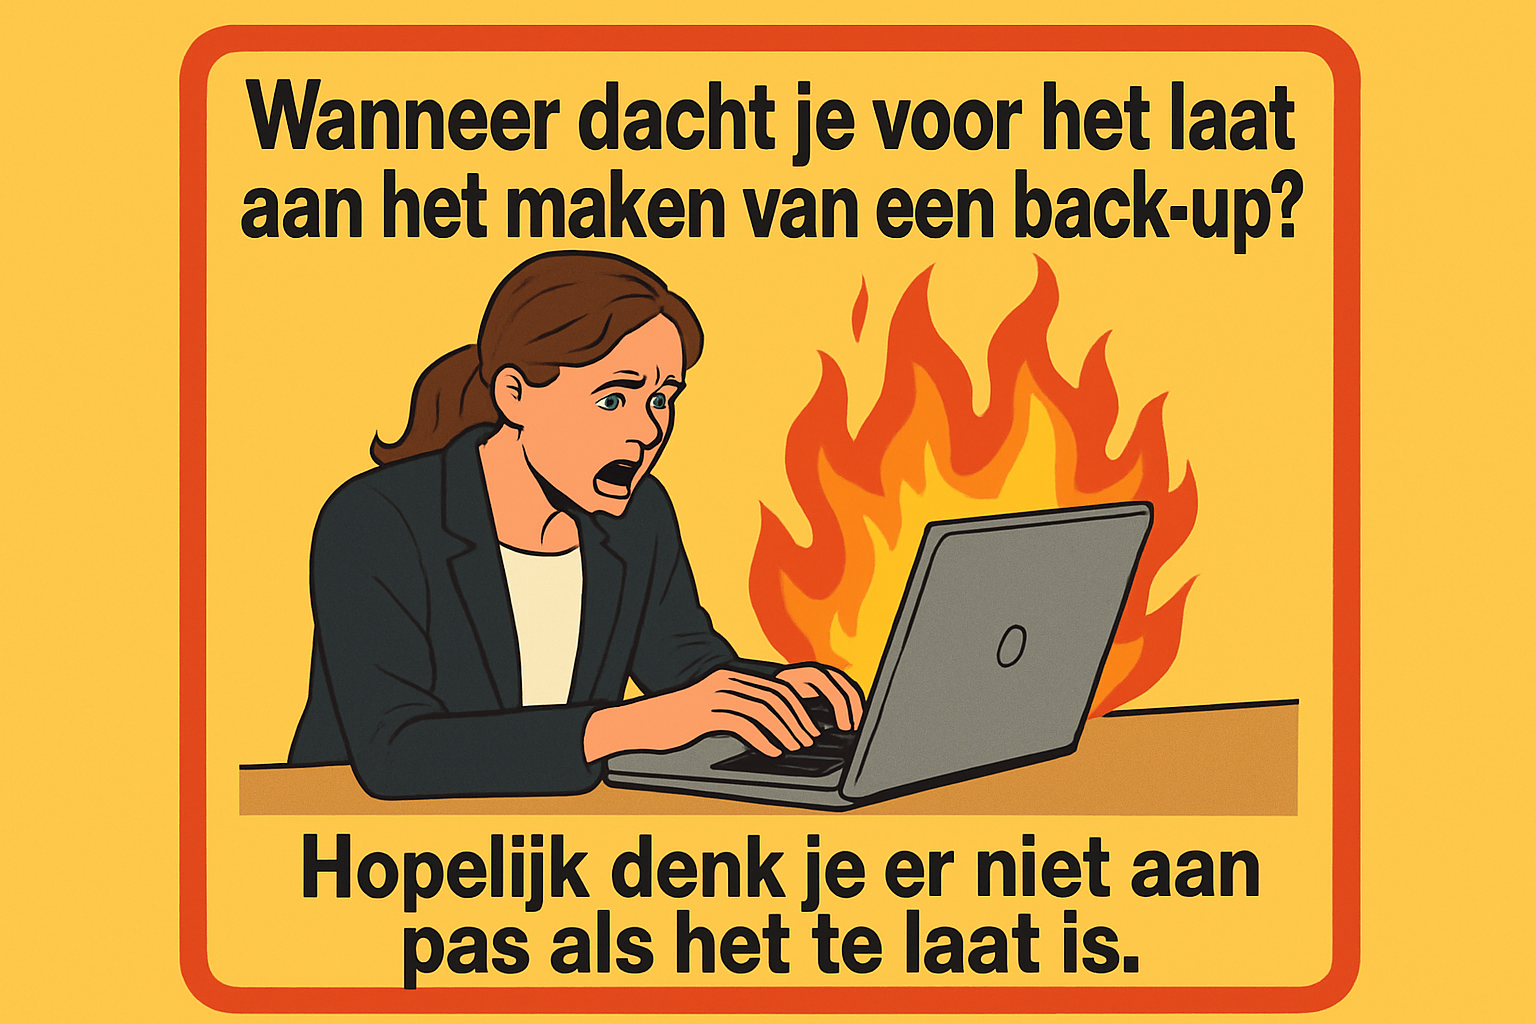 Wanneer dacht je voor het laat
aan het maken van een back-up?
Hopelijk denk je er niet aan
pas als het te laat is.